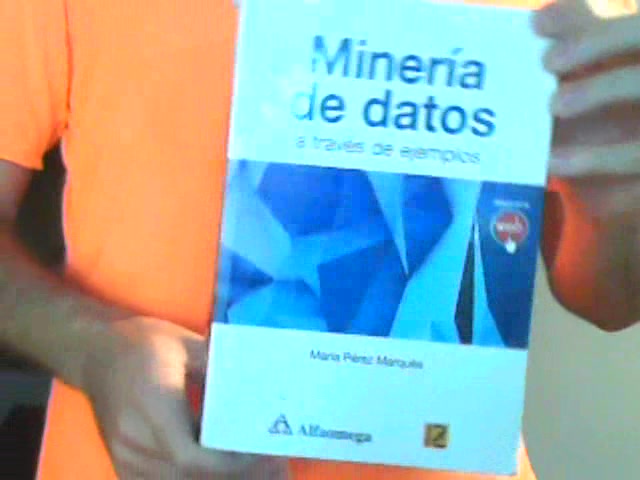 Minería
de datos
a través de ejemplos
María Pérez Marqués
Alfaomega